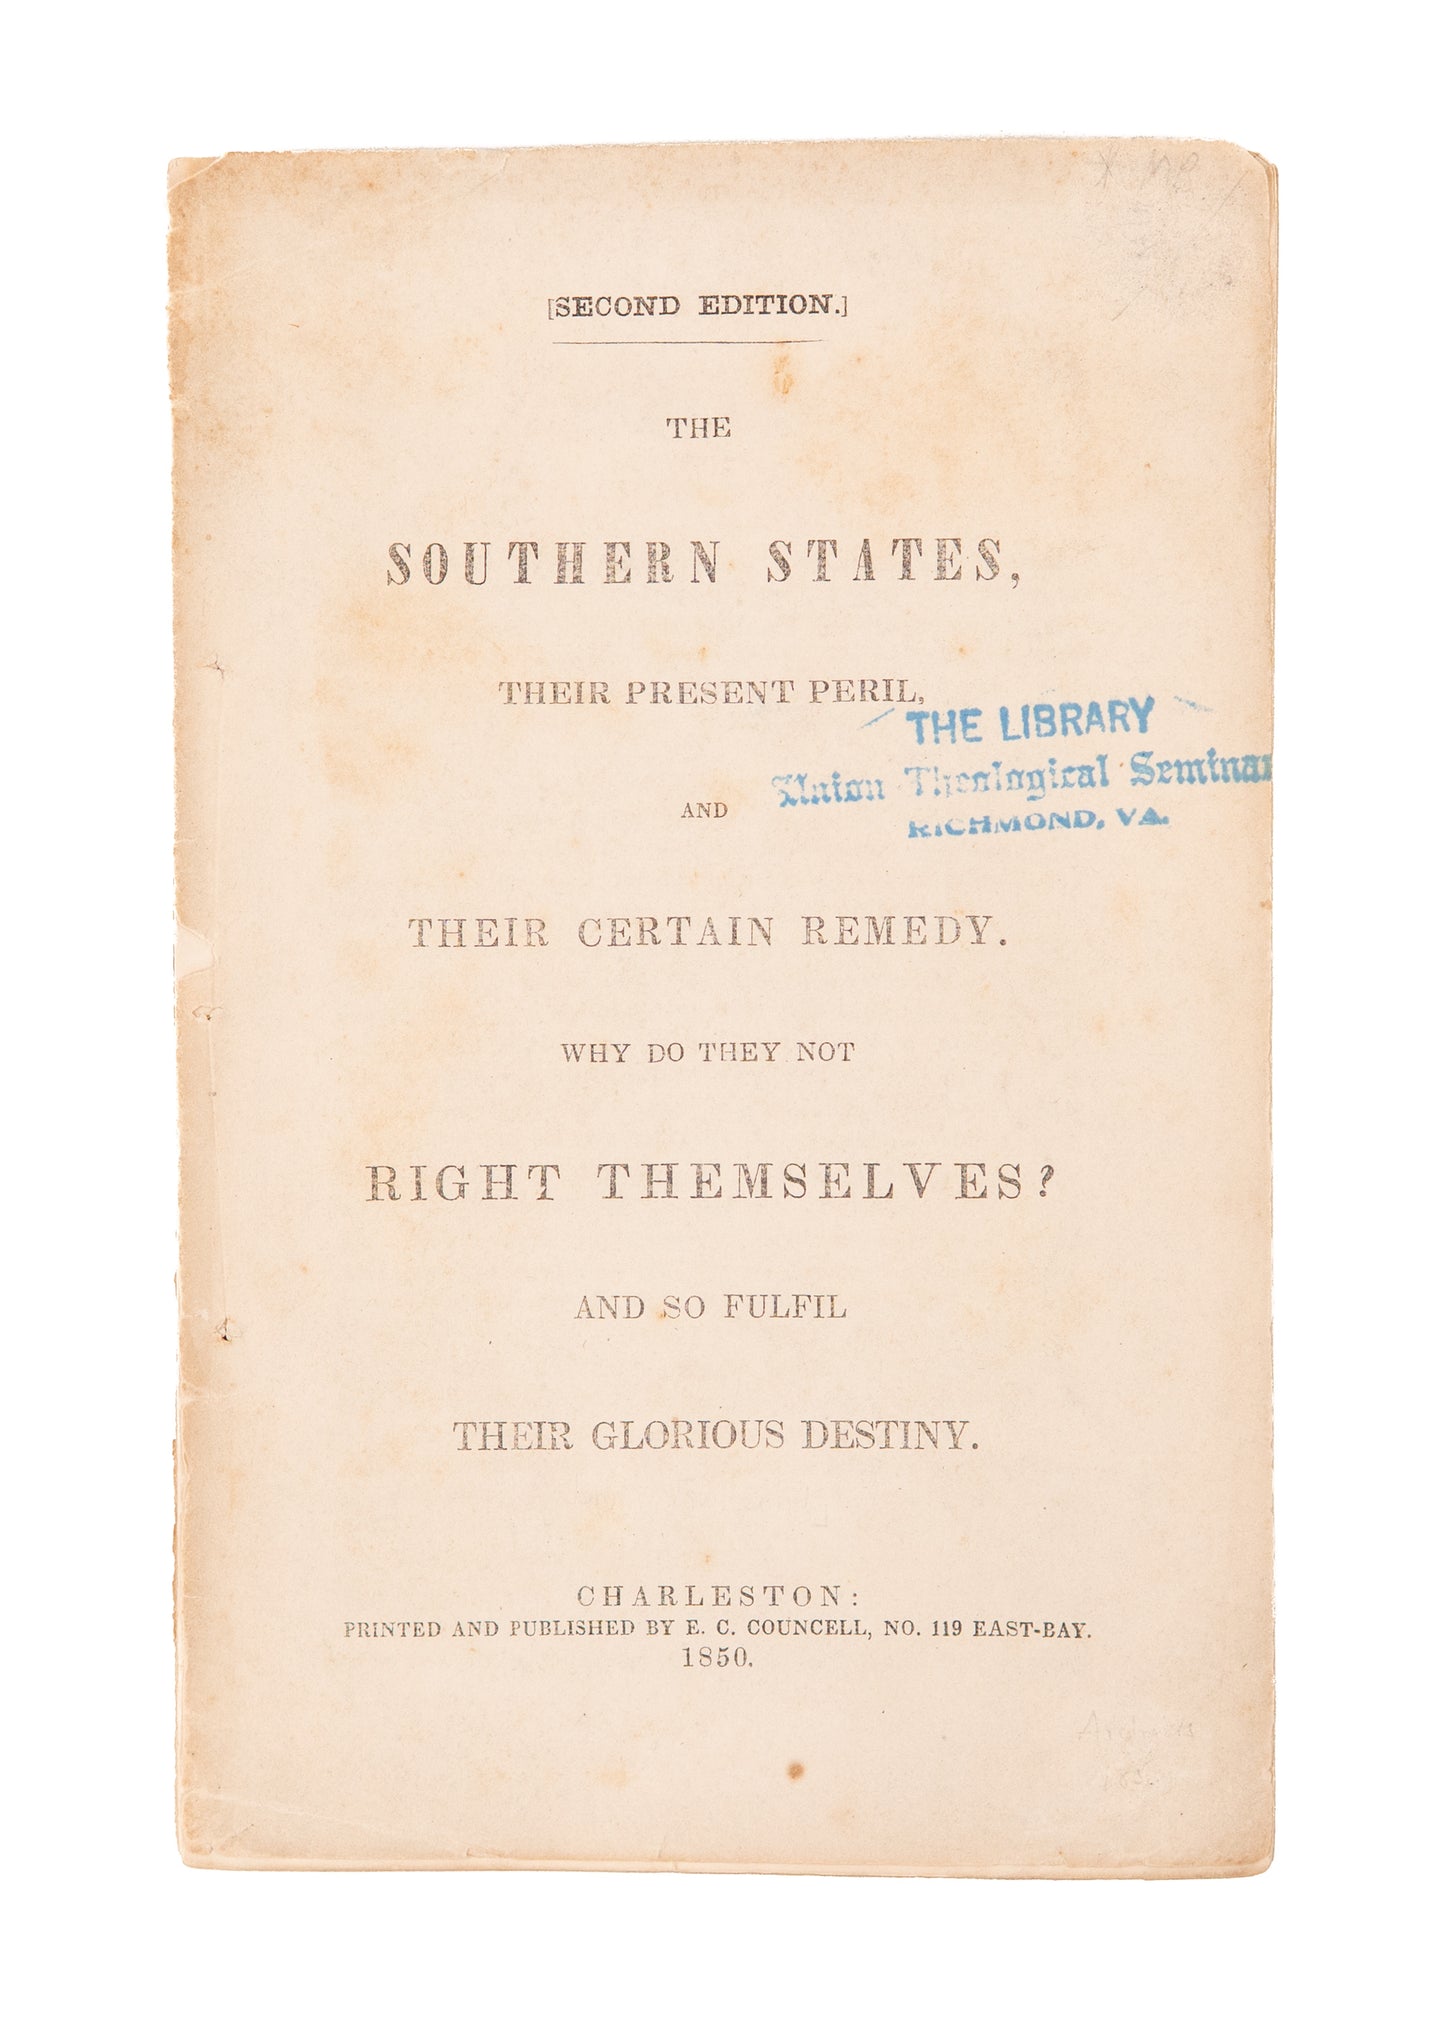 [SECOND EDITION.]
THE
SOUTHERN STATES,
THEIR PRESENT PERIL,
THE LIBRARY
Union Theological Seminar
RICHMOND, VA.
AND
THEIR CERTAIN REMEDY.
WHY DO THEY NOT
RIGHT THEMSELVES?
AND SO FULFIL
THEIR GLORIOUS DESTINY.
CHARLESTON:
PRINTED AND PUBLISHED BY E. C. COUNCELL, NO. 119 EAST-BAY.
1850.